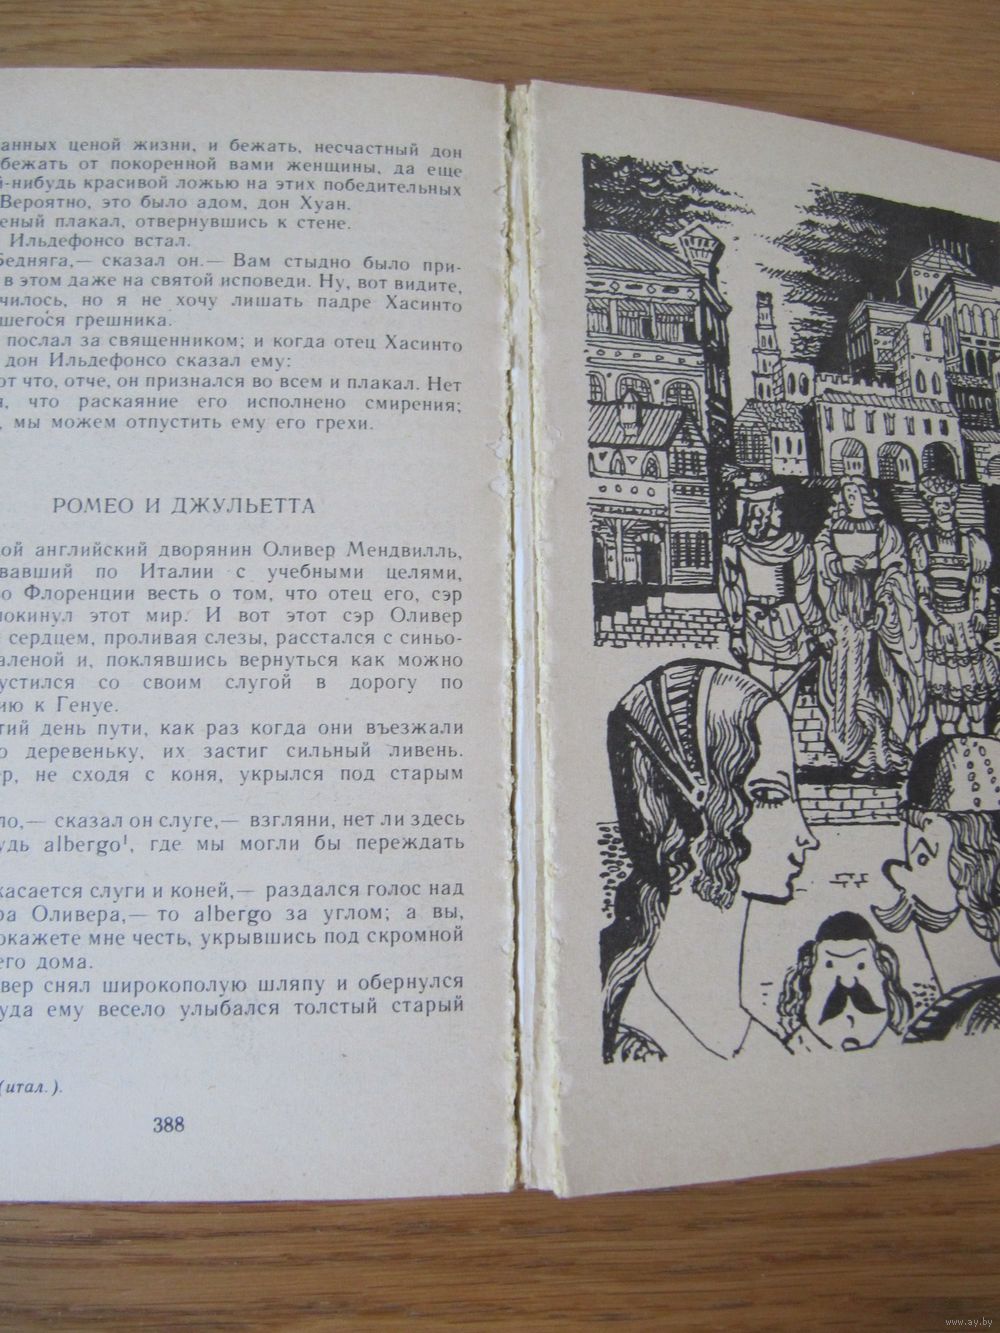 анных ценой жизни, и бежать, несчастный дон
бежать от покоренной вами женщины, да еще
й-нибудь красивой ложью на этих победительных
Вероятно, это было адом, дон Хуан.
еный плакал, отвернувшись к стене.
Ильдефонсо встал.
Бедняга,— сказал он.— Вам стыдно было при-
в этом даже на святой исповеди. Ну, вот видите,
чилось, но я не хочу лишать падре Хасинто
шегося грешника.
послал за священником; и когда отец Хасинто
дон Ильдефонсо сказал ему:
от что, отче, он признался во всем и плакал. Нет
я, что раскаяние его исполнено смирения;
, мы можем отпустить ему его грехи.
РОМЕО И ДЖУЛЬЕТТА
ой английский дворянин Оливер Мендвилль,
вавший по Италии с учебными целями,
о Флоренции весть о том, что отец его, сэр
покинул этот мир. И вот этот сэр Оливер
сердцем, проливая слезы, расстался с синьо-
аленой и, поклявшись вернуться как можно
устился со своим слугой в дорогу по
ию к Генуе.
тий день пути, как раз когда они въезжали
о деревеньку, их застиг сильный ливень.
ер, не сходя с коня, укрылся под старым
ло,— сказал он слуге,— взгляни, нет ли здесь
удь albergo¹, где мы могли бы переждать
касается слуги и коней,— раздался голос над
ра Оливера,— то albergo за углом; а вы,
окажете мне честь, укрывшись под скромной
его дома.
вер снял широкополую шляпу и обернулся
уда ему весело улыбался толстый старый
(итал.).
388
www.ay.by